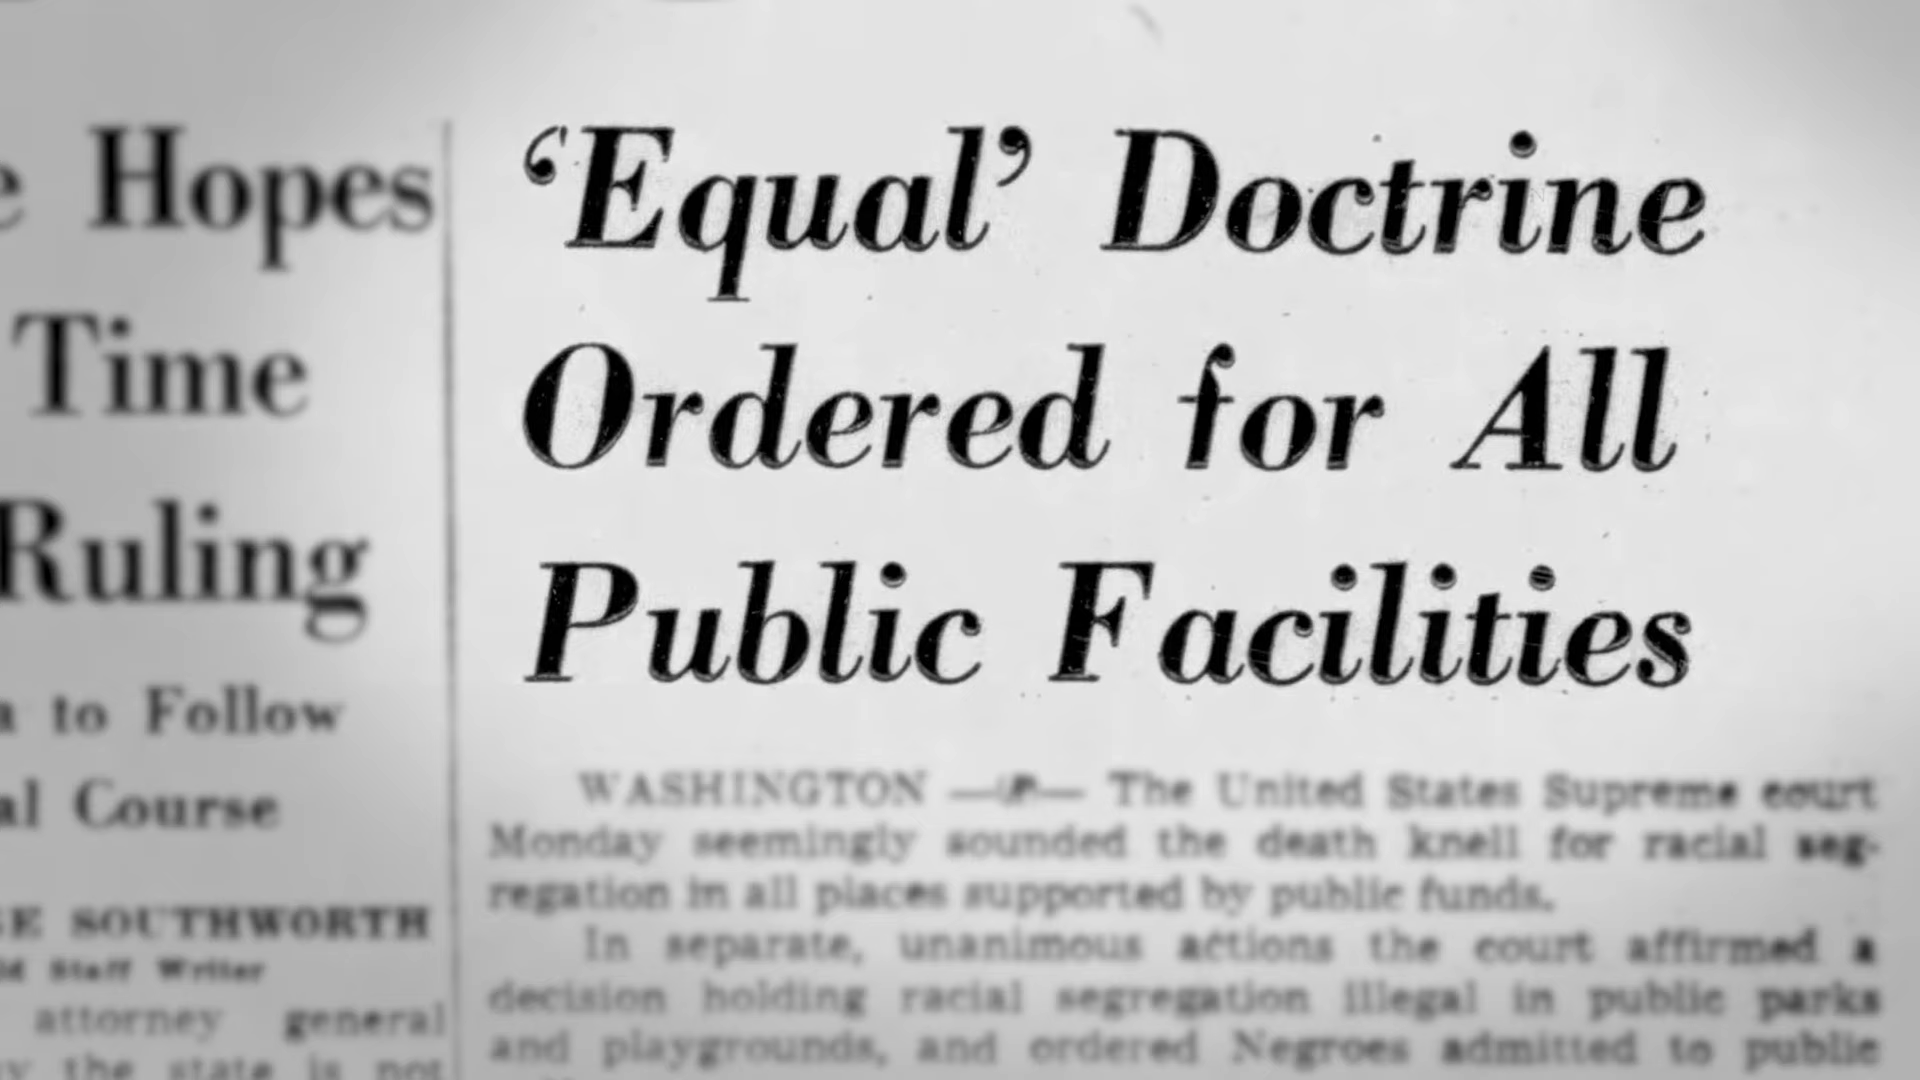 e Hopes
Time
Ruling
to Follow
al Course
GE SOUTHWORTH
ld Staff Writer
attorney general
y the state is not
‘Equal’ Doctrine
Ordered for All
Public Facilities
WASHINGTON —(P)— The United States Supreme court
Monday seemingly sounded the death knell for racial seg-
regation in all places supported by public funds.
In separate, unanimous actions the court affirmed a
decision holding racial segregation illegal in public parks
and playgrounds, and ordered Negroes admitted to public